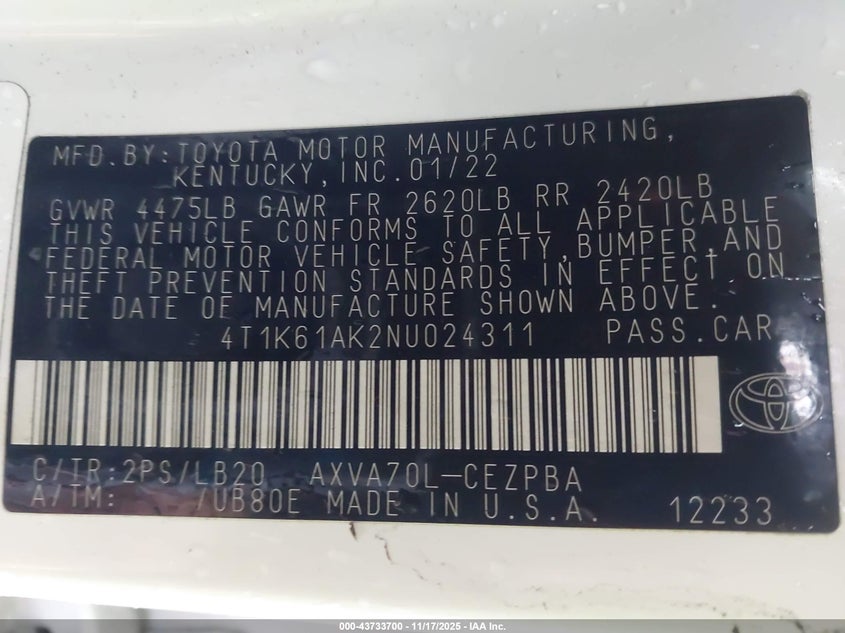 MFD.BY:TOYOTA MOTOR MANUFACTURING,
KENTUCKY,INC.01/22
GVWR 4475LB GAWR FR 2620LB RR 2420LB
THIS VEHICLE CONFORMS TO ALL APPLICABLE
FEDERAL MOTOR VEHICLE SAFETY,BUMPER,AND
THEFT PREVENTION STANDARDS IN EFFECT ON
THE DATE OF MANUFACTURE SHOWN ABOVE.
4T1K61AK2NU024311 PASS.CAR
C/TR:2PS/LB20 AXVA70L-CEZPBA
A/TM: /UB80E MADE IN U.S.A. 12233
000-43733700 | 11/17/2025 - IAA Inc.